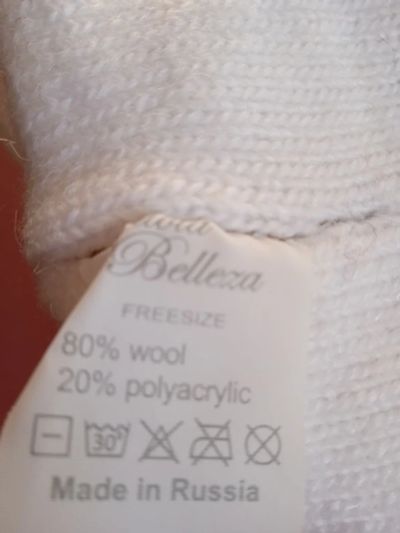 Belleza
FREESIZE
80% wool
20% polyacrylic
30°
Made in Russia